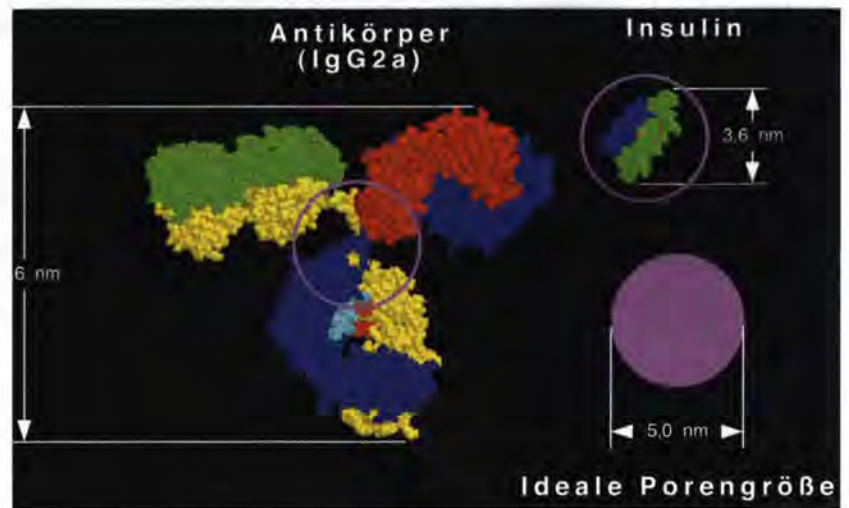 Antikörper
(IgG2a)
Insulin
3,6 nm
6 nm
5,0 nm
Ideale Porengröße